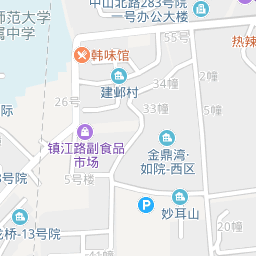 中山北路283号院
一号办公大楼
师范大学
属中学
55号
韩味馆
热辣
34幢
建邺村
26号
33幢
镇江路副食品
市场
金鼎湾·
如院-西区
际
3号院
5号楼
20幢
妙耳山
29幢
桥-13号院